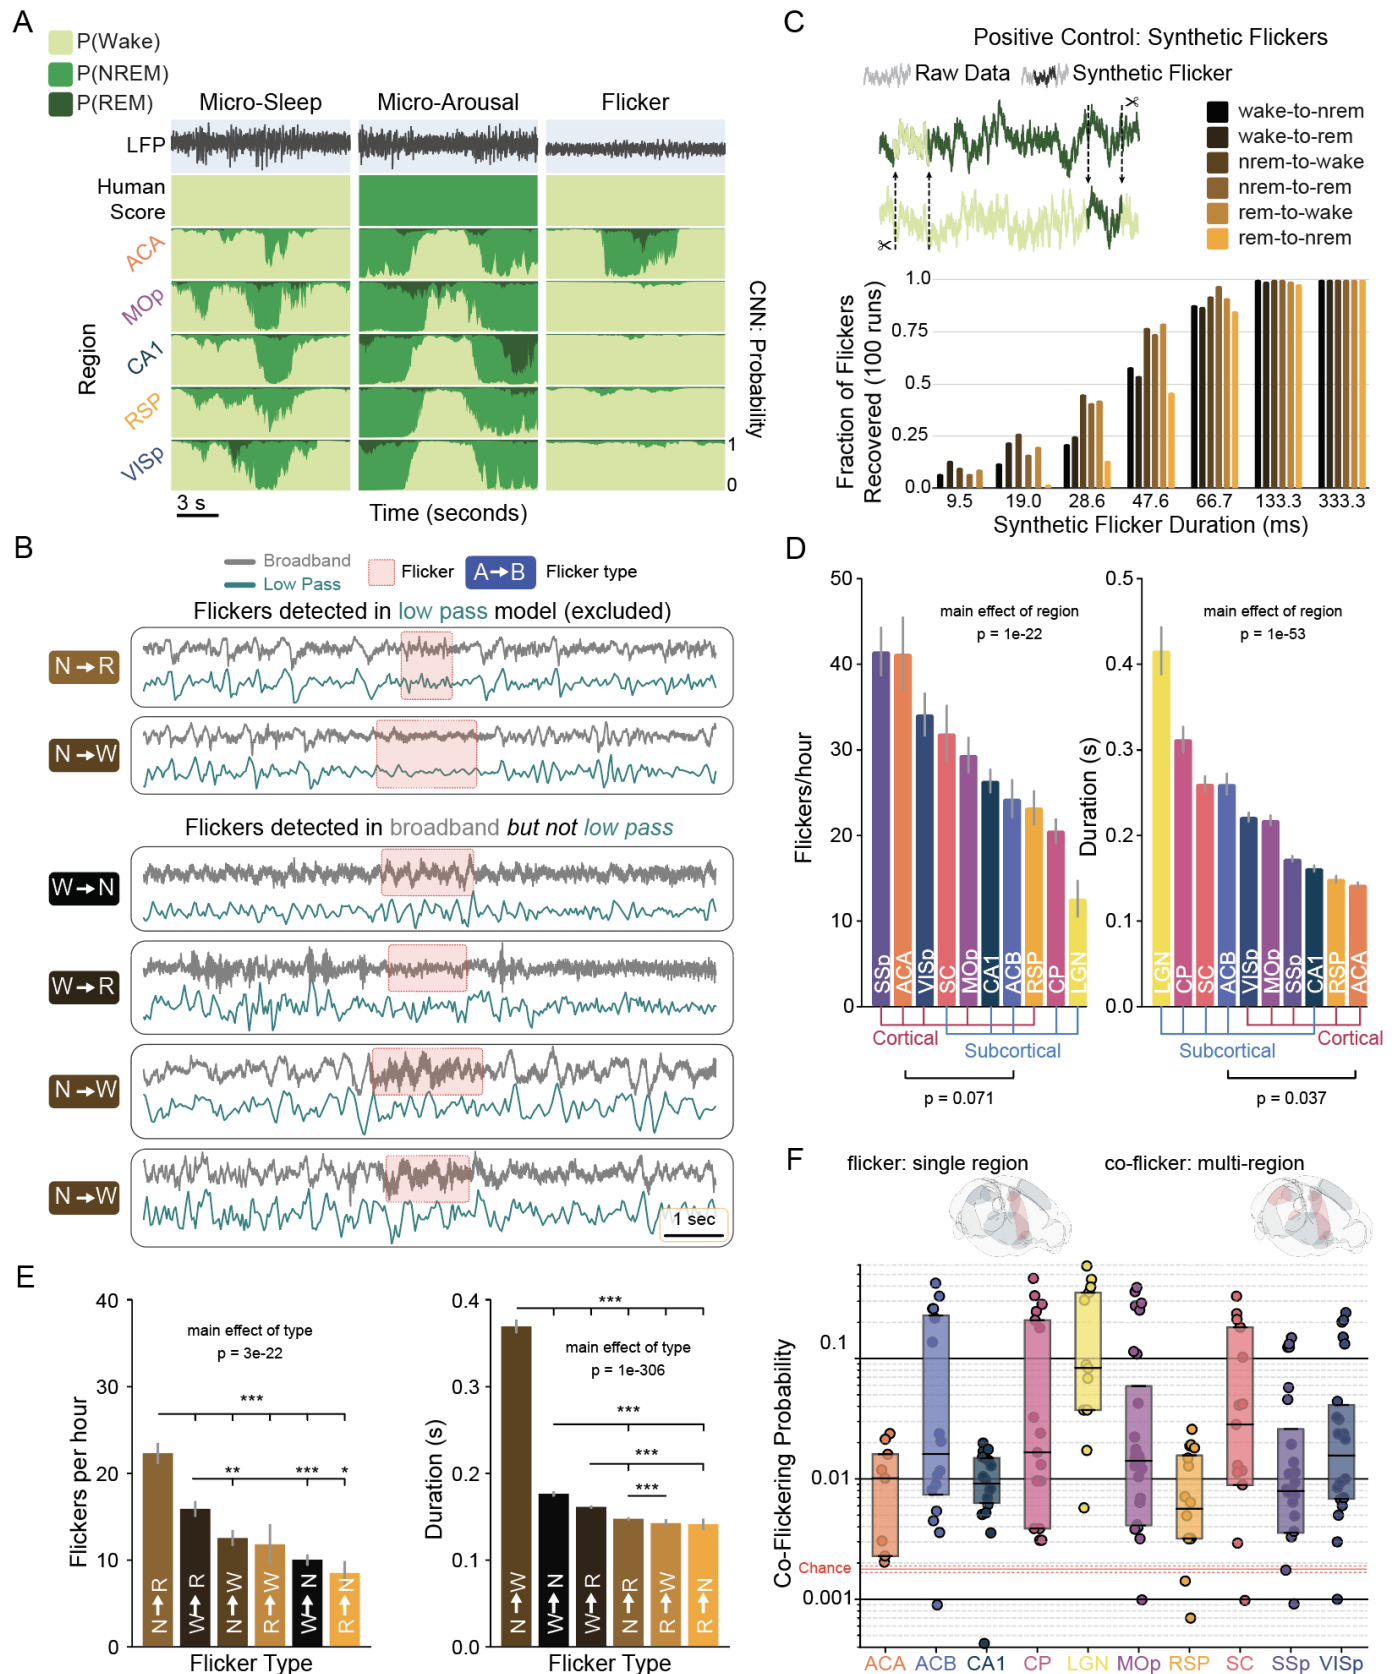 A
P(Wake)
P(NREM)
P(REM)
Micro-Sleep
Micro-Arousal
Flicker
LFP
Human
Score
Region
ACA
MOp
CA1
RSP
VISp
CNN: Probability
1
0
3 s
Time (seconds)
B
Broadband
Low Pass
Flicker
A→B
Flicker type
Flickers detected in low pass model (excluded)
N→R
N→W
Flickers detected in broadband but not low pass
W→N
W→R
N→W
N→W
1 sec
C
Positive Control: Synthetic Flickers
Raw Data
Synthetic Flicker
wake-to-nrem
wake-to-rem
nrem-to-wake
nrem-to-rem
rem-to-wake
rem-to-nrem
Fraction of Flickers
Recovered (100 runs)
1.0
0.75
0.5
0.25
0.0
9.5 19.0 28.6 47.6 66.7 133.3 333.3
Synthetic Flicker Duration (ms)
D
Flickers/hour
50
40
30
20
10
0
main effect of region
p = 1e-22
SSp ACA VISp SC MOp CA1 ACB RSP CP LGN
Cortical
Subcortical
p = 0.071
Duration (s)
0.5
0.4
0.3
0.2
0.1
0.0
main effect of region
p = 1e-53
LGN CP SC ACB VISp MOp SSp CA1 RSP ACA
Subcortical
Cortical
p = 0.037
E
Flickers per hour
40
30
20
10
0
main effect of type
p = 3e-22
***
** *** *
N→R W→R N→W R→W W→N R→N
Flicker Type
Duration (s)
0.4
0.3
0.2
0.1
0.0
***
main effect of type
p = 1e-306
***
***
***
N→W W→N W→R N→R R→W R→N
Flicker Type
F
flicker: single region
co-flicker: multi-region
Co-Flickering Probability
0.1
0.01
Chance
0.001
ACA ACB CA1 CP LGN MOp RSP SC SSp VISp